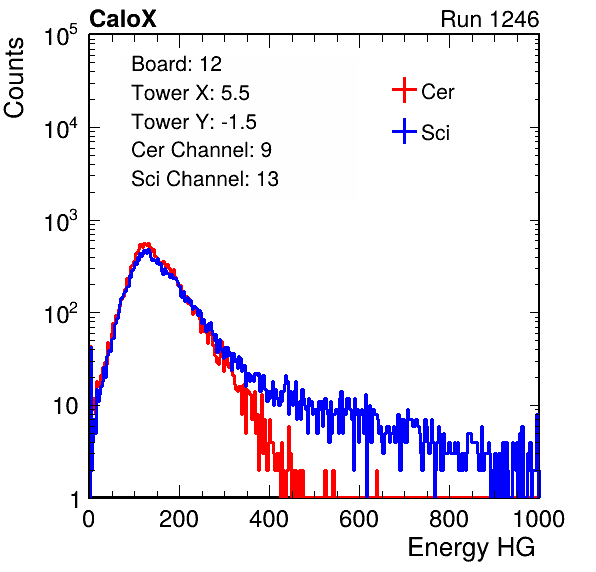 CaloX Run 1246
Counts
10^5
10^4
10^3
10^2
10
1
Board: 12
Tower X: 5.5
Tower Y: -1.5
Cer Channel: 9
Sci Channel: 13
Cer
Sci
0 200 400 600 800 1000
Energy HG